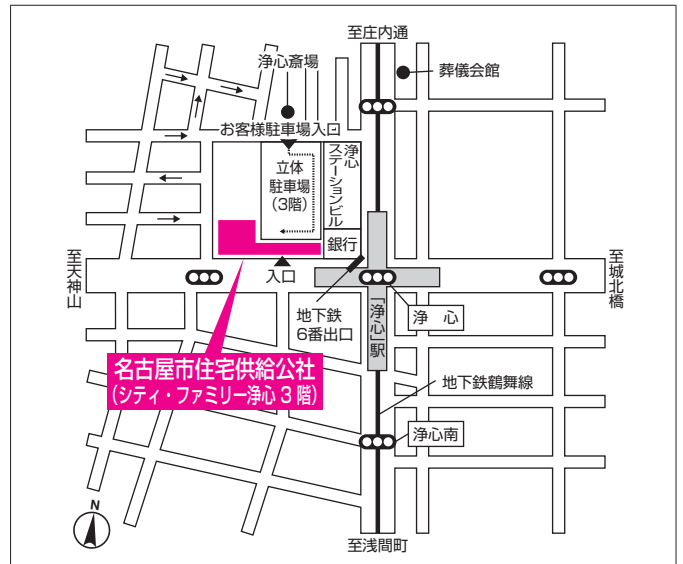 至庄内通
浄心斎場
葬儀会館
お客様駐車場入口
立体
駐車場
(3階)
浄心
ステーションビル
銀行
至天神山
入口
至城北橋
地下鉄
6番出口
「浄心」駅
浄 心
名古屋市住宅供給公社
(シティ・ファミリー浄心 3 階)
地下鉄鶴舞線
浄心南
N
至浅間町